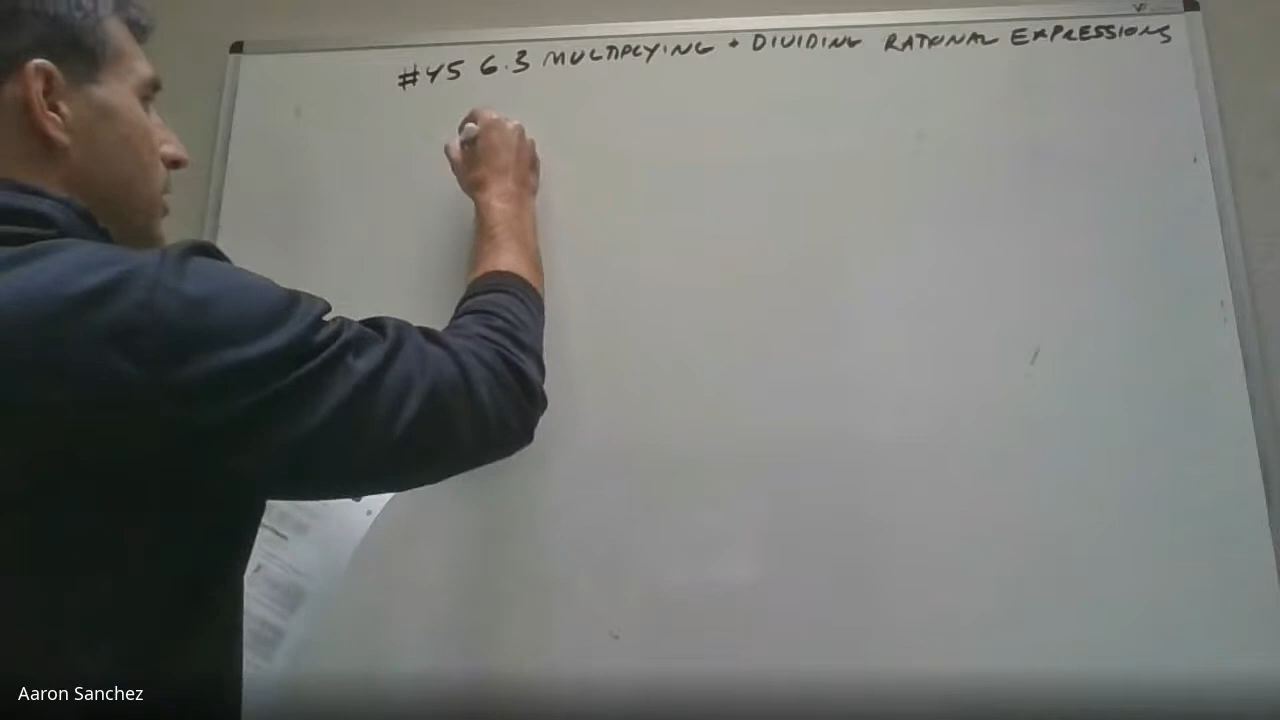 #45 6.3 MULTIPLYING + DIVIDING RATIONAL EXPRESSIONS
Aaron Sanchez